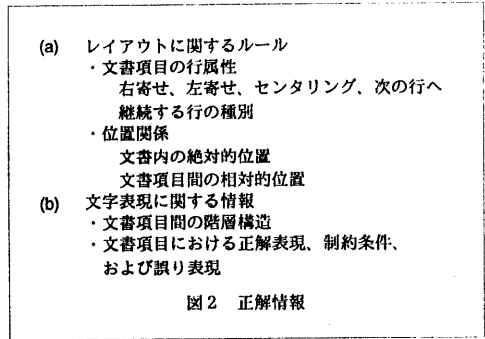 (a) レイアウトに関するルール
・文書項目の行属性
右寄せ、左寄せ、センタリング、次の行へ
継続する行の種別
・位置関係
文書内の絶対的位置
文書項目間の相対的位置
(b) 文字表現に関する情報
・文書項目間の階層構造
・文書項目における正解表現、制約条件、
および誤り表現
図2 正解情報